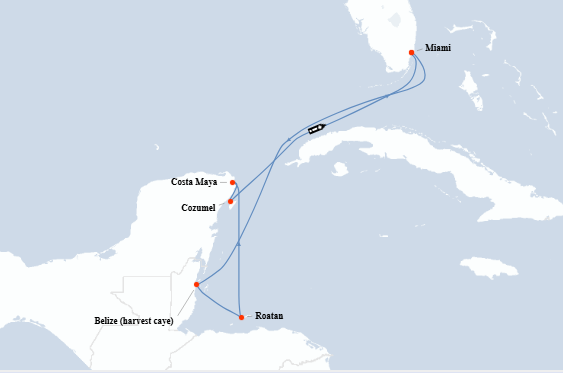 Miami
Costa Maya
Cozumel
Belize (harvest caye)
Roatan